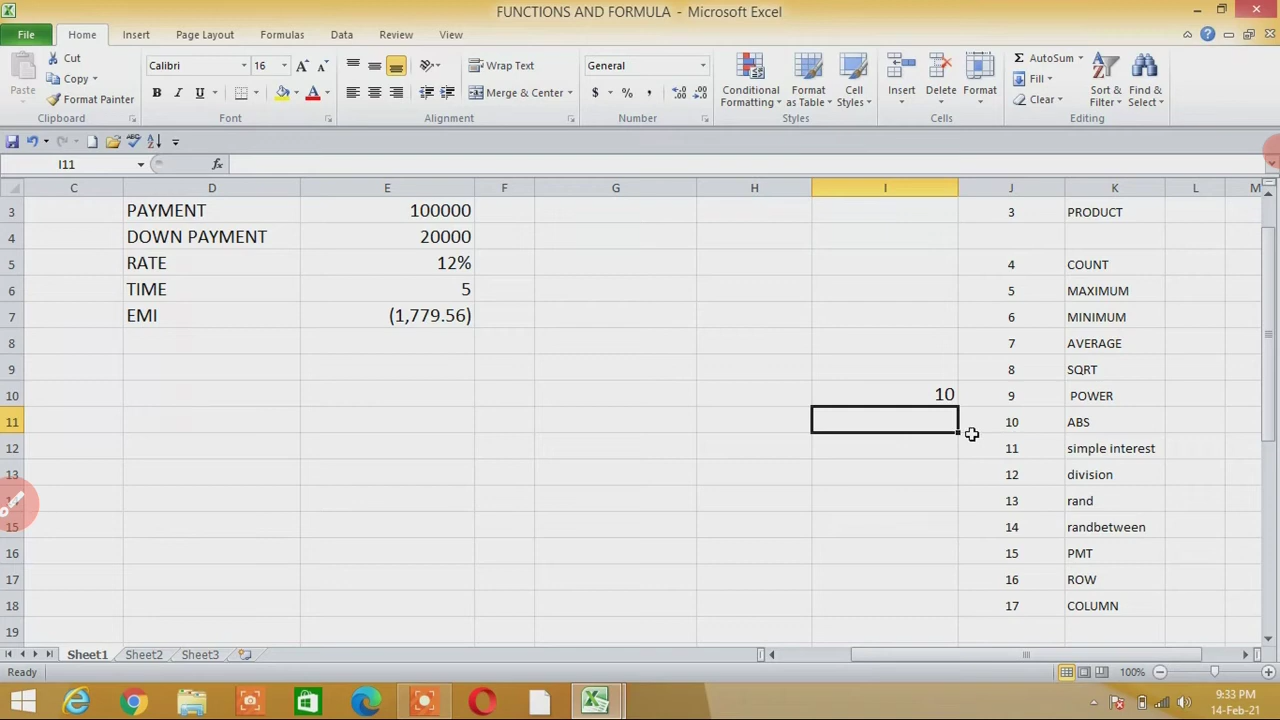 FUNCTIONS AND FORMULA - Microsoft Excel
File Home Insert Page Layout Formulas Data Review View
Cut
Copy
Format Painter
Paste
Clipboard
Calibri 16
B I U
Font
Wrap Text
Merge & Center
Alignment
General
$ % ,
Number
Conditional Formatting
Format as Table
Cell Styles
Styles
Insert Delete Format
Cells
AutoSum
Fill
Clear
Sort & Filter
Find & Select
Editing
I11 fx
C D E F G H I J K L M
3 PAYMENT 100000 3 PRODUCT
4 DOWN PAYMENT 20000
5 RATE 12% 4 COUNT
6 TIME 5 5 MAXIMUM
7 EMI (1,779.56) 6 MINIMUM
8 7 AVERAGE
9 8 SQRT
10 10 9 POWER
11 10 ABS
12 11 simple interest
13 12 division
13 rand
15 14 randbetween
16 15 PMT
17 16 ROW
18 17 COLUMN
19
Sheet1 Sheet2 Sheet3
Ready 100%
9:33 PM
14-Feb-21